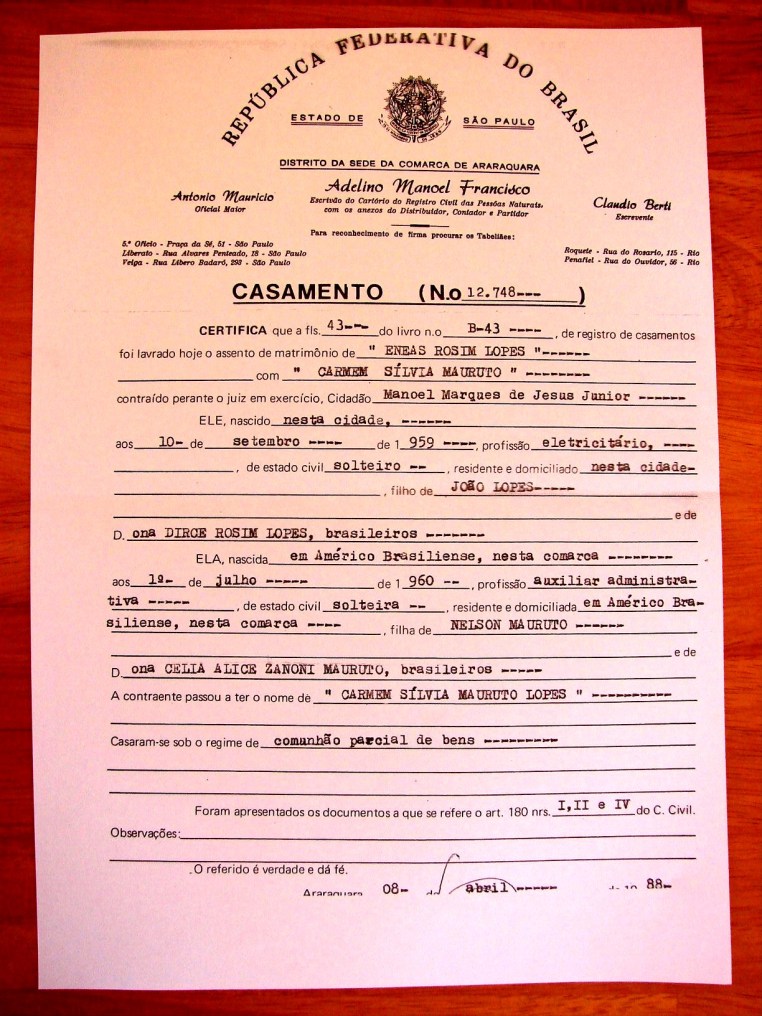 REPÚBLICA FEDERATIVA DO BRASIL
ESTADO DE SÃO PAULO
DISTRITO DA SEDE DA COMARCA DE ARARAQUARA
Antonio Mauricio
Oficial Maior
Adelino Manoel Francisco
Escrivão do Cartório do Registro Civil das Pessôas Naturais,
com os anexos do Distribuidor, Contador e Partidor
Claudio Berti
Escrevente
Para reconhecimento de firma procurar os Tabeliães:
5.º Ofício - Praça da Sé, 51 - São Paulo
Liberato - Rua Alvares Penteado, 18 - São Paulo
Veiga - Rua Libero Badaró, 293 - São Paulo
Roquete - Rua do Rosario, 115 - Rio
Penafiel - Rua do Ouvidor, 56 - Rio
CASAMENTO (N.o 12.748--- )
CERTIFICA que a fls. 43--- do livro n.o B-43 ----, de registro de casamentos
foi lavrado hoje o assento de matrimônio de " ENEAS ROSIM LOPES "------
com " CARMEM SÍLVIA MAURUTO " -----
contraído perante o juiz em exercício, Cidadão Manoel Marques de Jesus Junior ------
ELE, nascido nesta cidade, ------
aos 10- de setembro ---- de 1 959 ----, profissão eletricitário, ----
, de estado civil solteiro -- , residente e domiciliado nesta cidade-
, filho de JOÃO LOPES-----
e de
D. ona DIRCE ROSIM LOPES, brasileiros -------
ELA, nascida em Américo Brasiliense, nesta comarca --------
aos 1º- de julho ----- de 1 960 -- , profissão auxiliar administra-
tiva ----- , de estado civil solteira -- , residente e domiciliada em Américo Bra-
siliense, nesta comarca ---- , filha de NELSON MAURUTO ------
e de
D. ona CELIA ALICE ZANONI MAURUTO, brasileiros -----
A contraente passou a ter o nome de " CARMEM SÍLVIA MAURUTO LOPES " ----------
Casaram-se sob o regime de comunhão parcial de bens ---------
Foram apresentados os documentos a que se refere o art. 180 nrs. I,II e IV do C. Civil.
Observações:
.O referido é verdade e dá fé.
Araraquara 08- de abril ----- de 19 88-